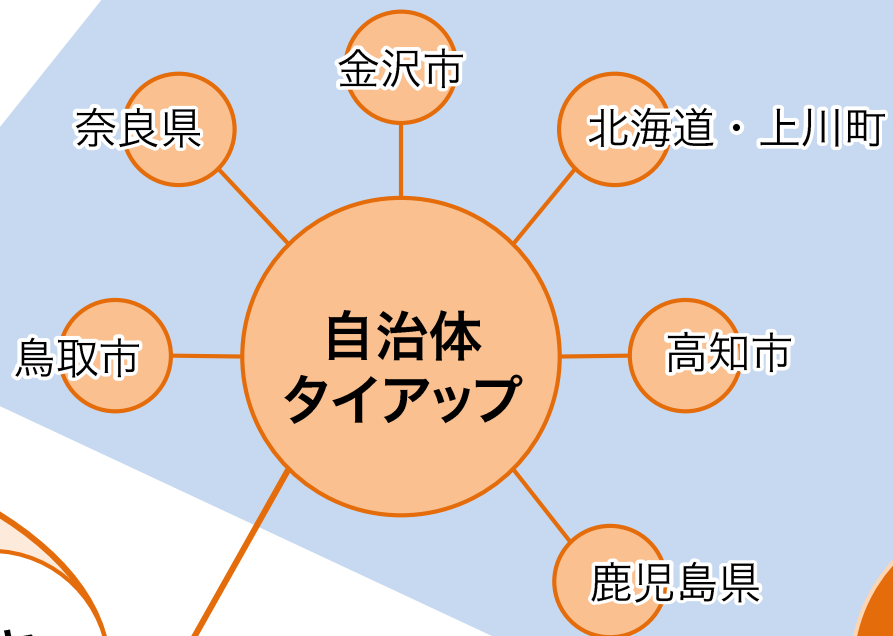 金沢市
奈良県
北海道・上川町
自治体
タイアップ
鳥取市
高知市
鹿児島県